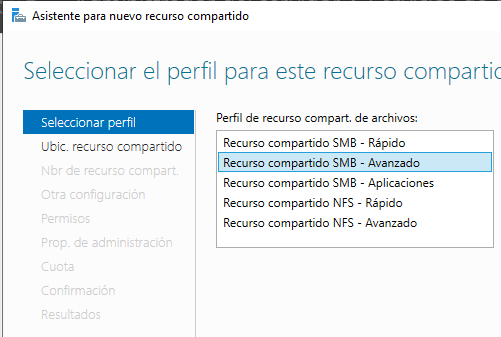 Asistente para nuevo recurso compartido
Seleccionar el perfil para este recurso compartid
Seleccionar perfil
Ubic. recurso compartido
Nbr de recurso compart.
Otra configuración
Permisos
Prop. de administración
Cuota
Confirmación
Resultados
Perfil de recurso compart. de archivos:
Recurso compartido SMB - Rápido
Recurso compartido SMB - Avanzado
Recurso compartido SMB - Aplicaciones
Recurso compartido NFS - Rápido
Recurso compartido NFS - Avanzado